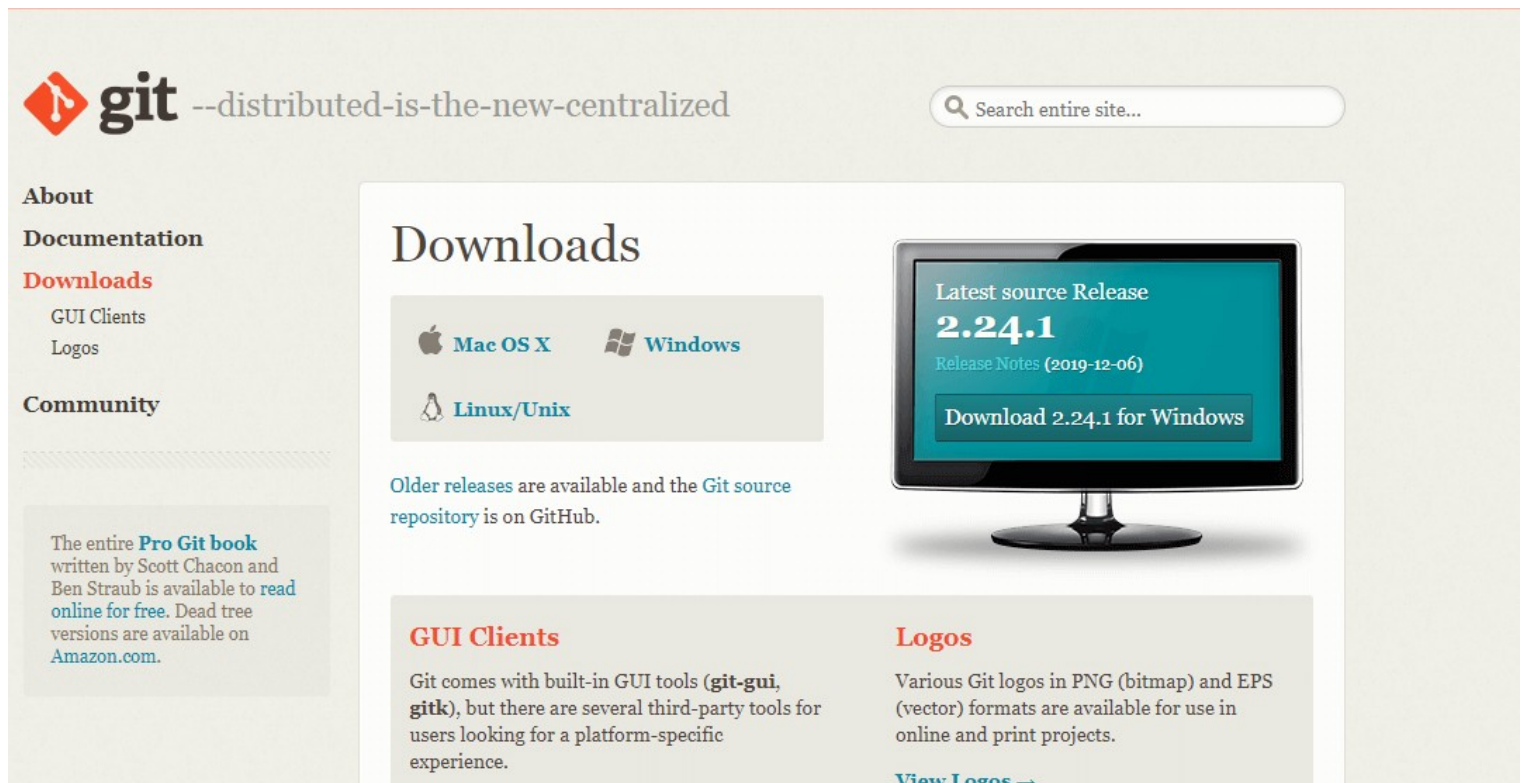 git --distributed-is-the-new-centralized
Search entire site...
About
Documentation
Downloads
GUI Clients
Logos
Community
The entire Pro Git book
written by Scott Chacon and
Ben Straub is available to read
online for free. Dead tree
versions are available on
Amazon.com.
Downloads
Mac OS X
Windows
Linux/Unix
Older releases are available and the Git source
repository is on GitHub.
Latest source Release
2.24.1
Release Notes (2019-12-06)
Download 2.24.1 for Windows
GUI Clients
Git comes with built-in GUI tools (git-gui,
gitk), but there are several third-party tools for
users looking for a platform-specific
experience.
Logos
Various Git logos in PNG (bitmap) and EPS
(vector) formats are available for use in
online and print projects.
View Logos →